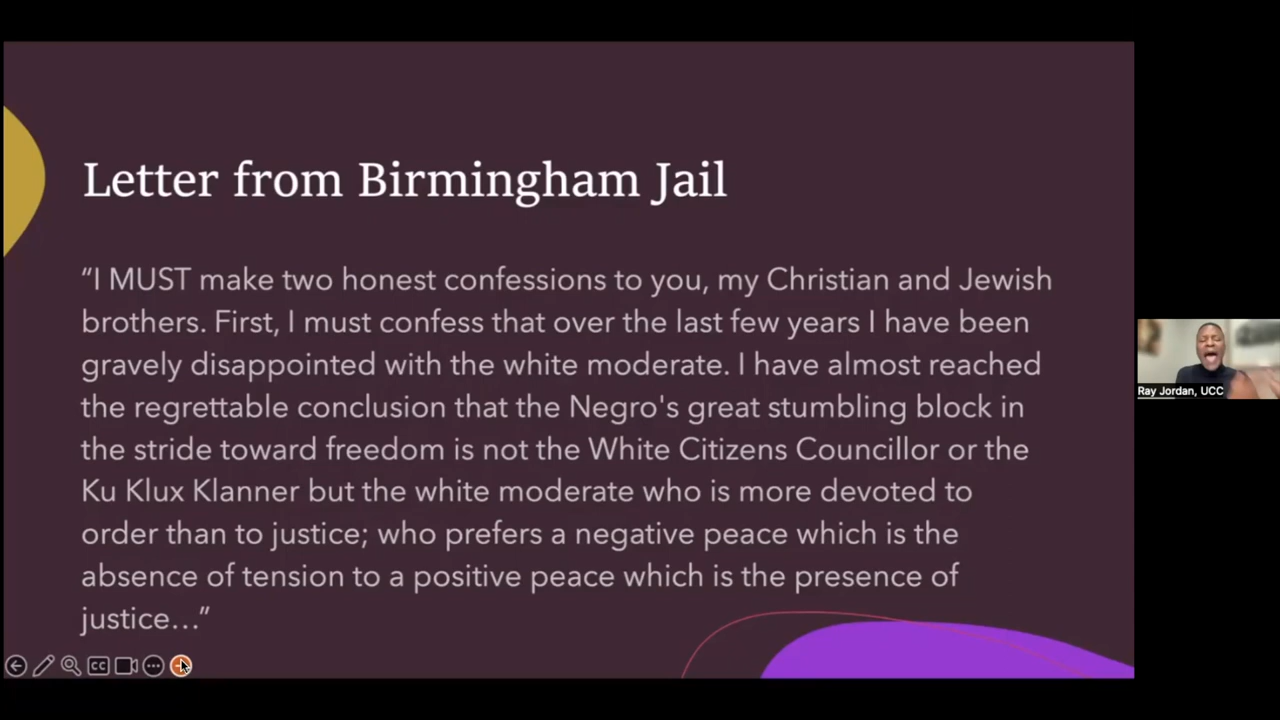 Letter from Birmingham Jail
“I MUST make two honest confessions to you, my Christian and Jewish
brothers. First, I must confess that over the last few years I have been
gravely disappointed with the white moderate. I have almost reached
the regrettable conclusion that the Negro's great stumbling block in
the stride toward freedom is not the White Citizens Councillor or the
Ku Klux Klanner but the white moderate who is more devoted to
order than to justice; who prefers a negative peace which is the
absence of tension to a positive peace which is the presence of
justice…”
CC
Ray Jordan, UCC